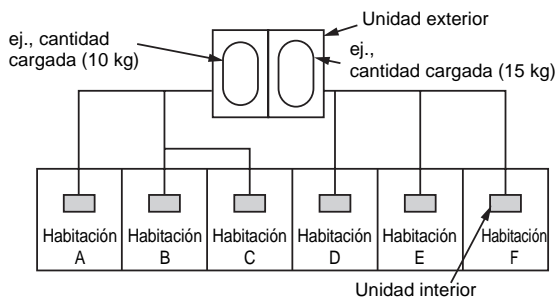 Unidad exterior
ej., cantidad
cargada (10 kg)
ej.,
cantidad cargada (15 kg)
Habitación
A
Habitación
B
Habitación
C
Habitación
D
Habitación
E
Habitación
F
Unidad interior